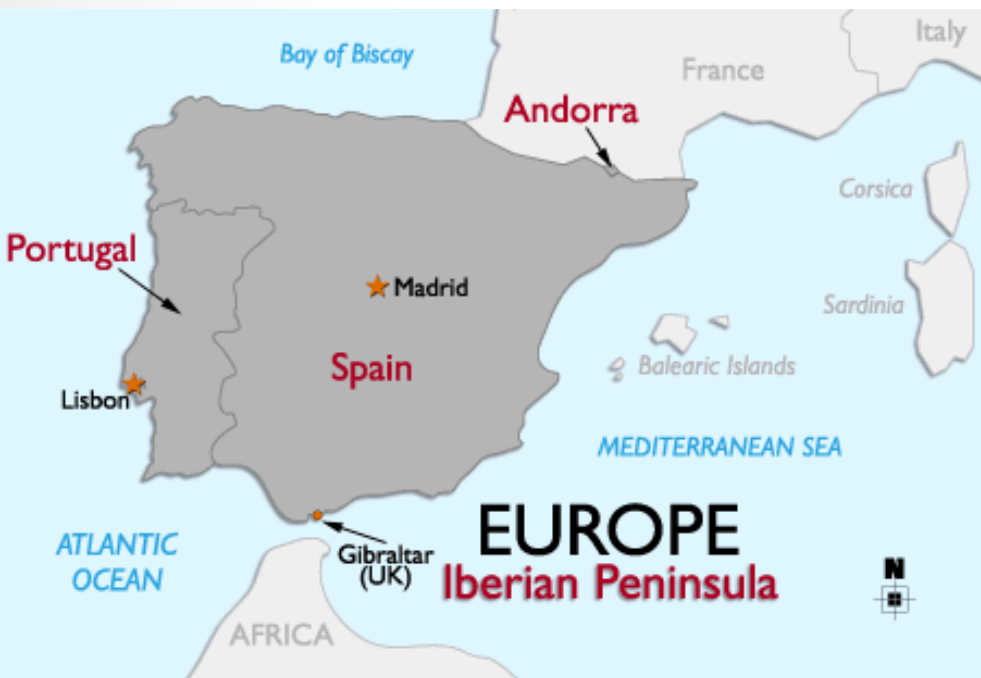 Italy
Bay of Biscay
France
Andorra
Corsica
Portugal
Madrid
Sardinia
Spain
Balearic Islands
Lisbon
MEDITERRANEAN SEA
EUROPE
Iberian Peninsula
ATLANTIC
OCEAN
Gibraltar
(UK)
N
AFRICA